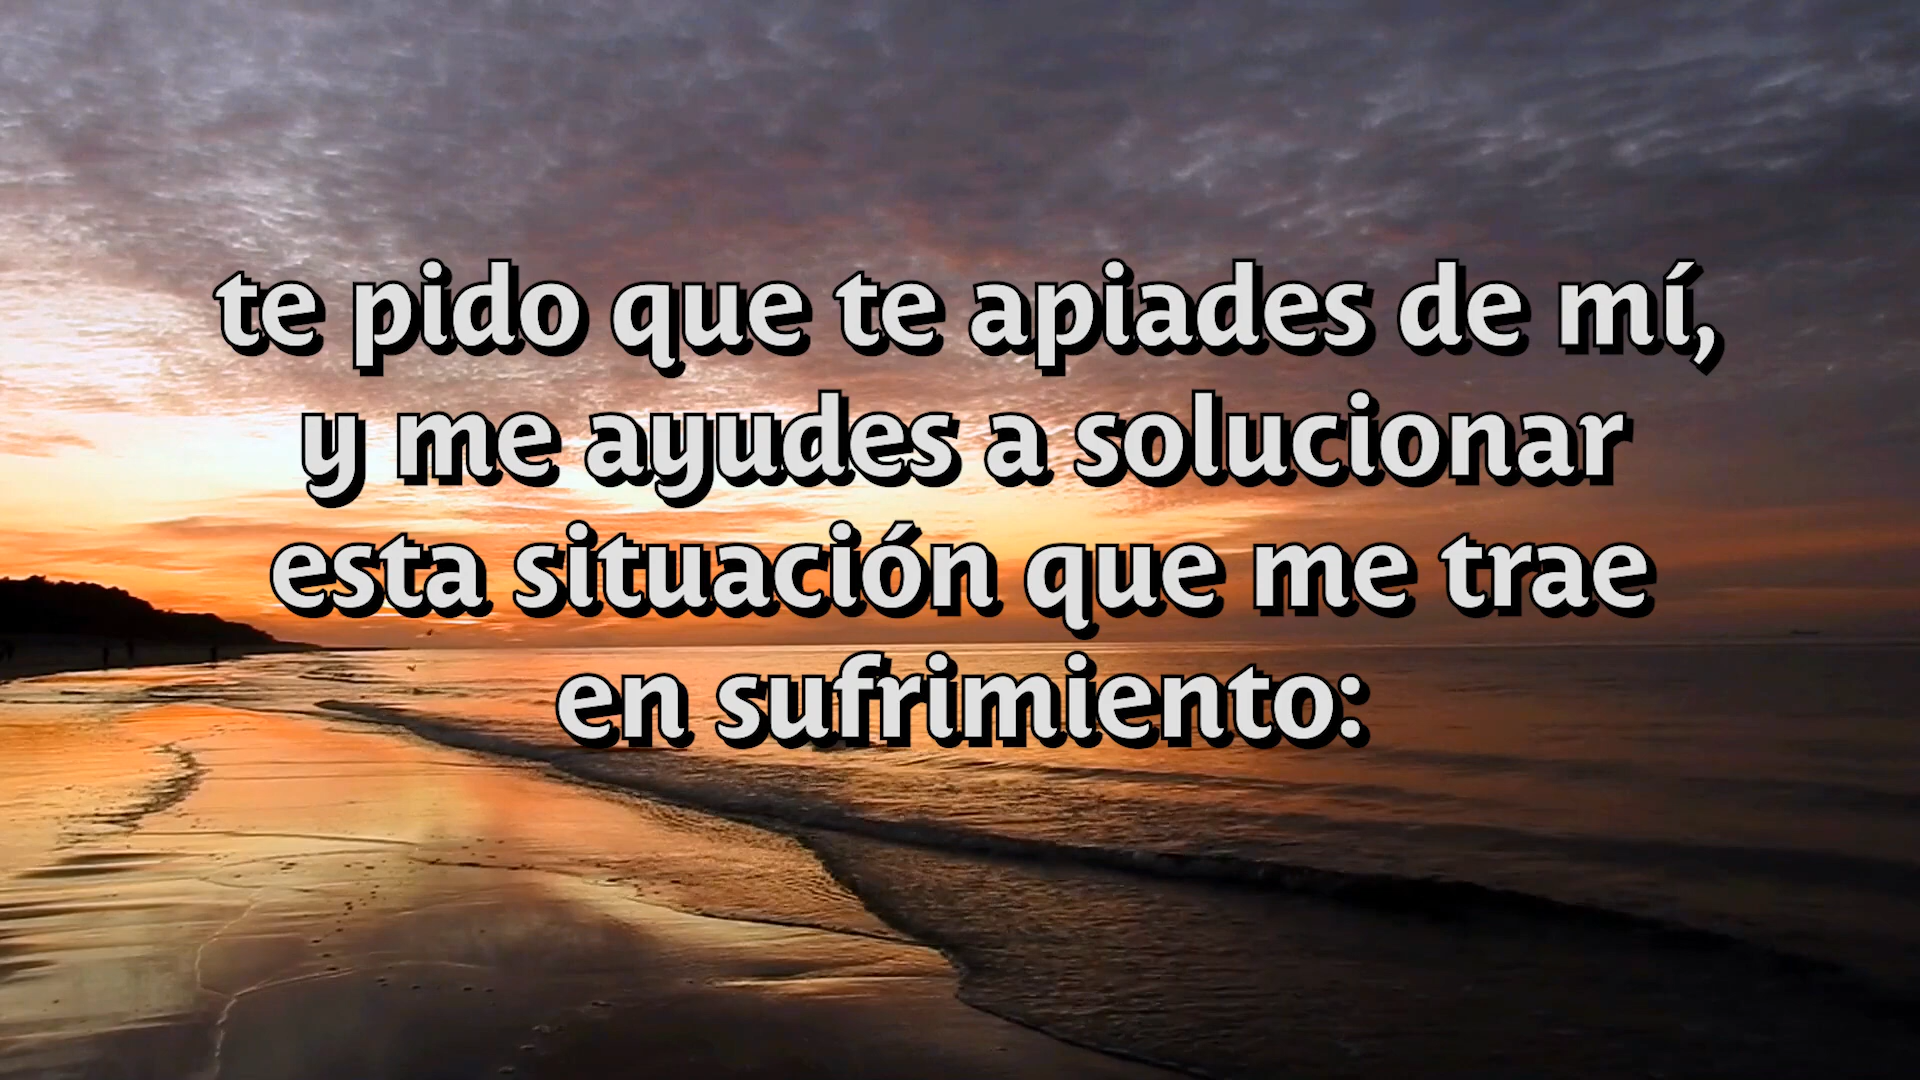 te pido que te apiades de mí,
y me ayudes a solucionar
esta situación que me trae
en sufrimiento: